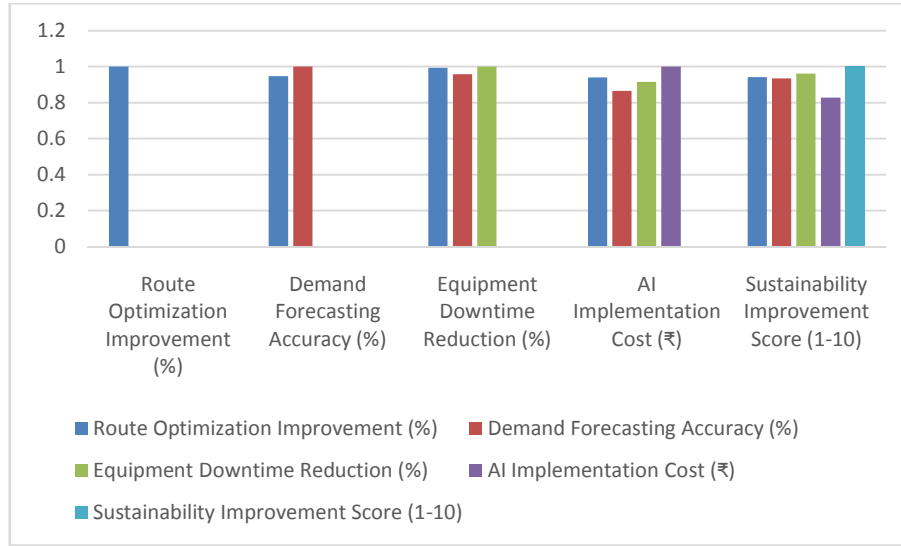 1.2
1
0.8
0.6
0.4
0.2
0
Route
Optimization
Improvement
(%)
Demand
Forecasting
Accuracy (%)
Equipment
Downtime
Reduction (%)
AI
Implementation
Cost (₹)
Sustainability
Improvement
Score (1-10)
Route Optimization Improvement (%)
Demand Forecasting Accuracy (%)
Equipment Downtime Reduction (%)
AI Implementation Cost (₹)
Sustainability Improvement Score (1-10)